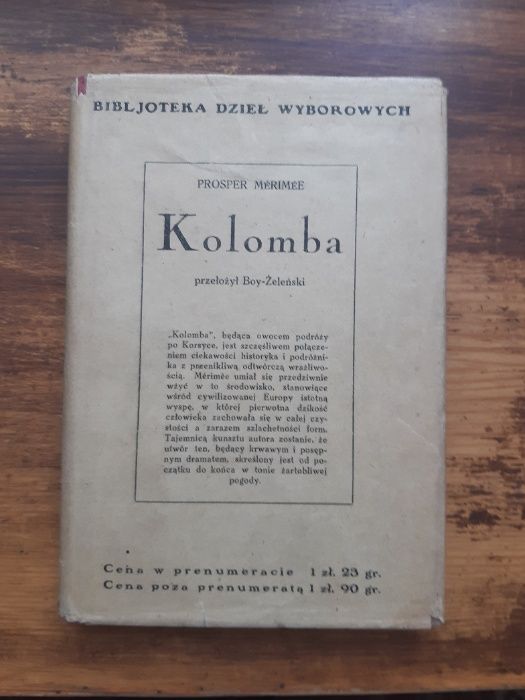 BIBLJOTEKA DZIEŁ WYBOROWYCH
PROSPER MÉRIMÉE
Kolomba
przełożył Boy-Żeleński
„Kolomba", będąca owocem podróży
po Korsyce, jest szczęśliwem połącze-
niem ciekawości historyka i podróżni-
ka z przenikliwą odtwórczą wrażliwo-
ścią. Mérimée umiał się przedziwnie
wżyć w to środowisko, stanowiące
wśród cywilizowanej Europy istotną
wyspę, w której pierwotna dzikość
człowieka zachowała się w całej czy-
stości a zarazem szlachetności form.
Tajemnicą kunsztu autora zostanie, że
utwór ten, będący krwawym i posęp-
nym dramatem, skreślony jest od po-
czątku do końca w tonie żartobliwej
pogody.
Cena w prenumeracie 1 zł. 23 gr.
Cena poza prenumeratą 1 zł. 90 gr.